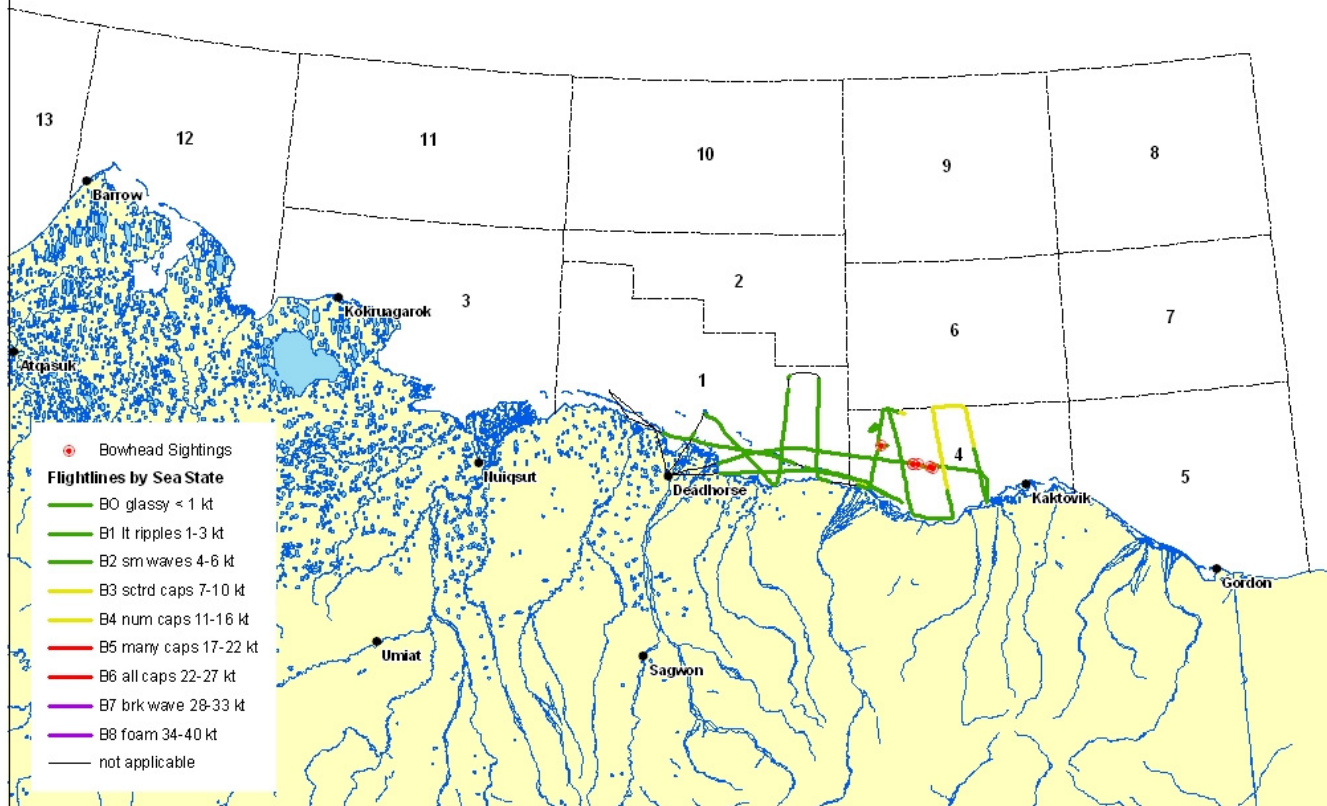 13
12
11
10
9
8
Barrow
2
3
Kokruagarok
6
7
Atqasuk
1
4
5
Nuiqsut
Deadhorse
Kaktovik
Gordon
Umiat
Sagwon
Bowhead Sightings
Flightlines by Sea State
B0 glassy < 1 kt
B1 lt ripples 1-3 kt
B2 sm waves 4-6 kt
B3 sctrd caps 7-10 kt
B4 num caps 11-16 kt
B5 many caps 17-22 kt
B6 all caps 22-27 kt
B7 brk wave 28-33 kt
B8 foam 34-40 kt
not applicable